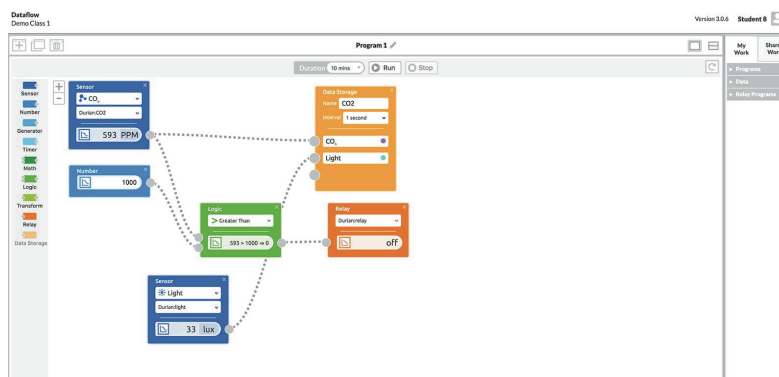 Dataflow
Demo Class 1
Version 3.0.6 Student 8
Program 1
My Work
Share
Wor
Duration 10 mins Run Stop
Programs
Data
Relay Programs
Sensor
Number
Generator
Timer
Math
Logic
Transform
Relay
Data Storage
Sensor
CO₂
Durian:CO2
593 PPM
Number
1000
Data Storage
Name CO2
Interval 1 second
CO₂
Light
Logic
Greater Than
593 > 1000 ⇒ 0
Relay
Durian:relay
off
Sensor
Light
Durian:light
33 lux